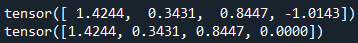 tensor([ 1.4244,  0.3431,  0.8447, -1.0143])
tensor([1.4244, 0.3431, 0.8447, 0.0000])